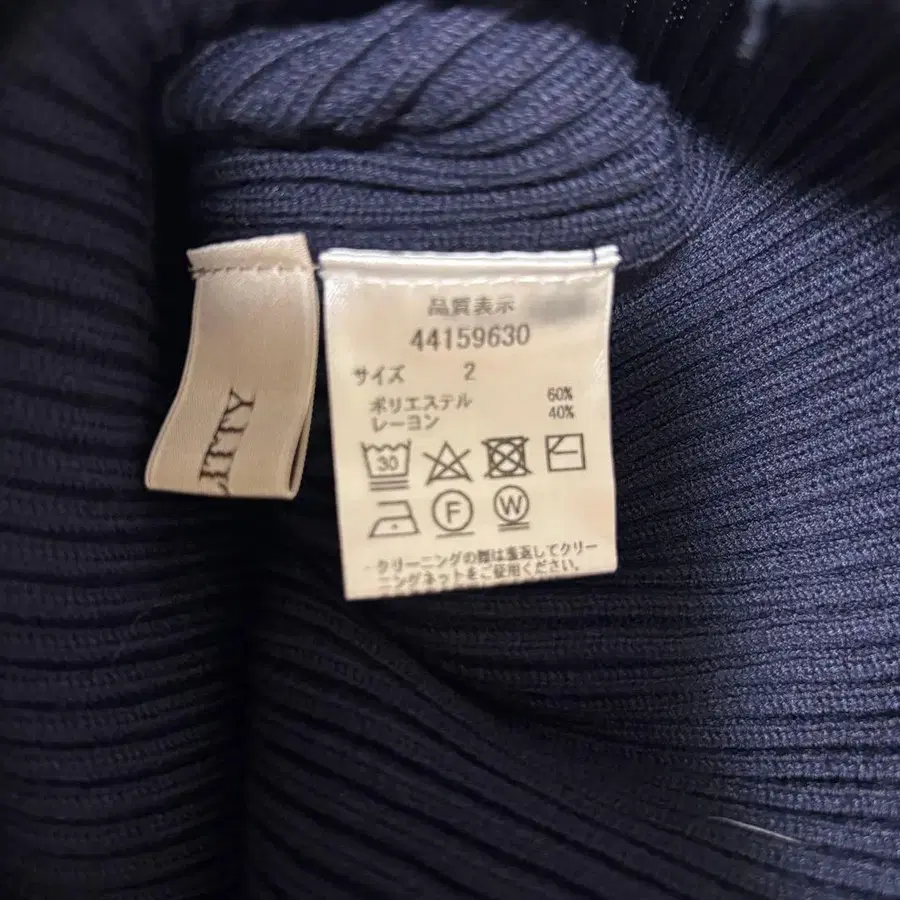 品質表示
44159630
サイズ 2
ポリエステル 60%
レーヨン 40%
30
F
W
クリーニングの際は裏返してクリー
ニングネットをご使用ください。
LITTY